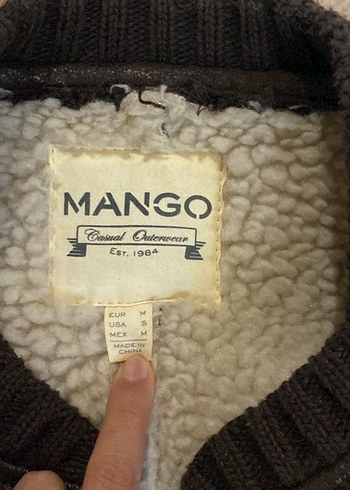 MANGO
Casual Outerwear
EST. 1984
EUR M
USA S
MEX M
MADE IN
CHINA